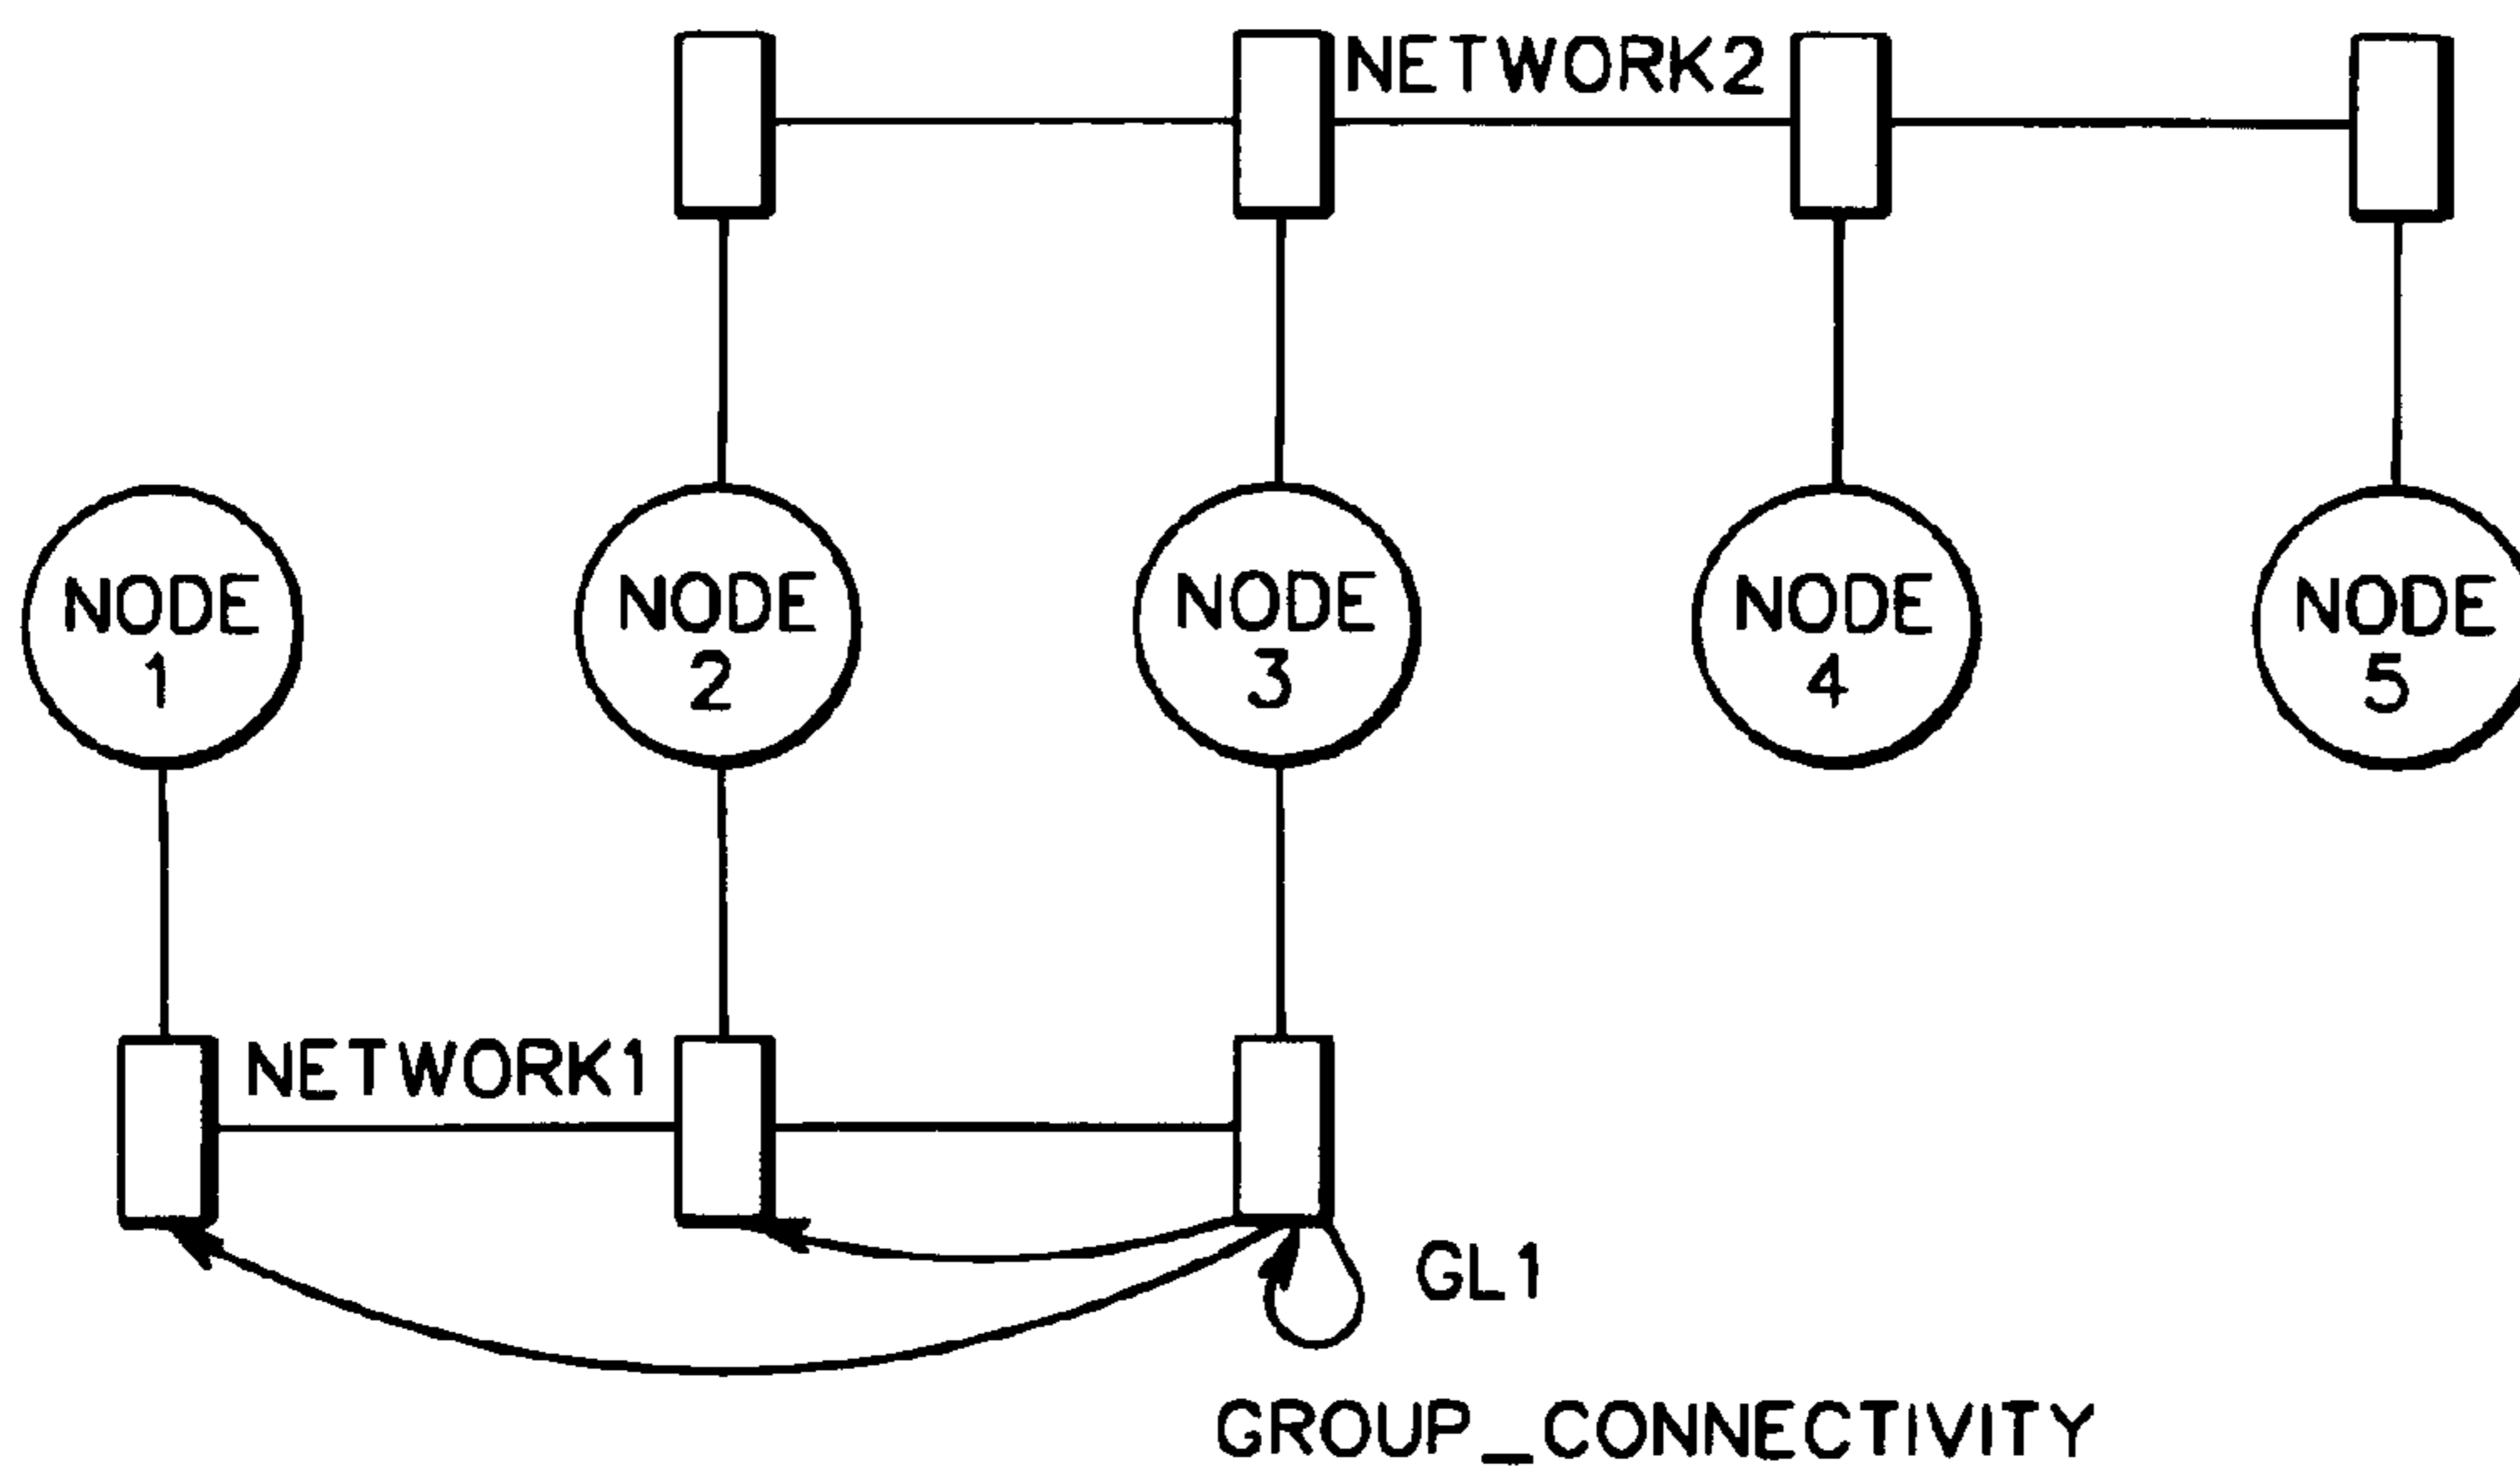 NETWORK2
NODE
1
NODE
2
NODE
3
NODE
4
NODE
5
NETWORK1
GL1
GROUP_CONNECTIVITY